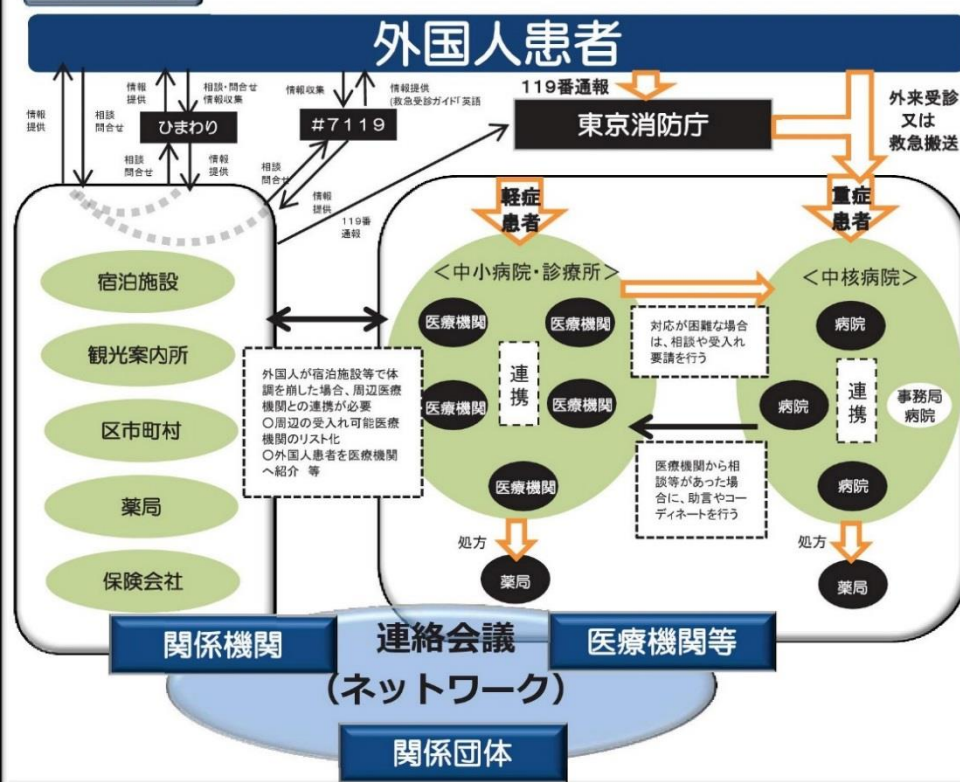 外国人患者
情報
提供
相談
問合せ
情報
提供
相談・問合せ
情報収集
ひまわり
相談
問合せ
情報
提供
情報収集
情報提供
(救急受診ガイド「英語
#7119
相談
問合せ
情報
提供
119番
通報
119番通報
東京消防庁
外来受診
又は
救急搬送
軽症
患者
重症
患者
宿泊施設
観光案内所
区市町村
薬局
保険会社
外国人が宿泊施設等で体
調を崩した場合、周辺医療
機関との連携が必要
〇周辺の受入れ可能医療
機関のリスト化
〇外国人患者を医療機関
へ紹介 等
＜中小病院・診療所＞
医療機関
医療機関
医療機関
医療機関
医療機関
連携
対応が困難な場合
は、相談や受入れ
要請を行う
医療機関から相
談等があった場
合に、助言やコー
ディネートを行う
＜中核病院＞
病院
病院
連携
事務局
病院
病院
処方
薬局
処方
薬局
関係機関
連絡会議
（ネットワーク）
医療機関等
関係団体